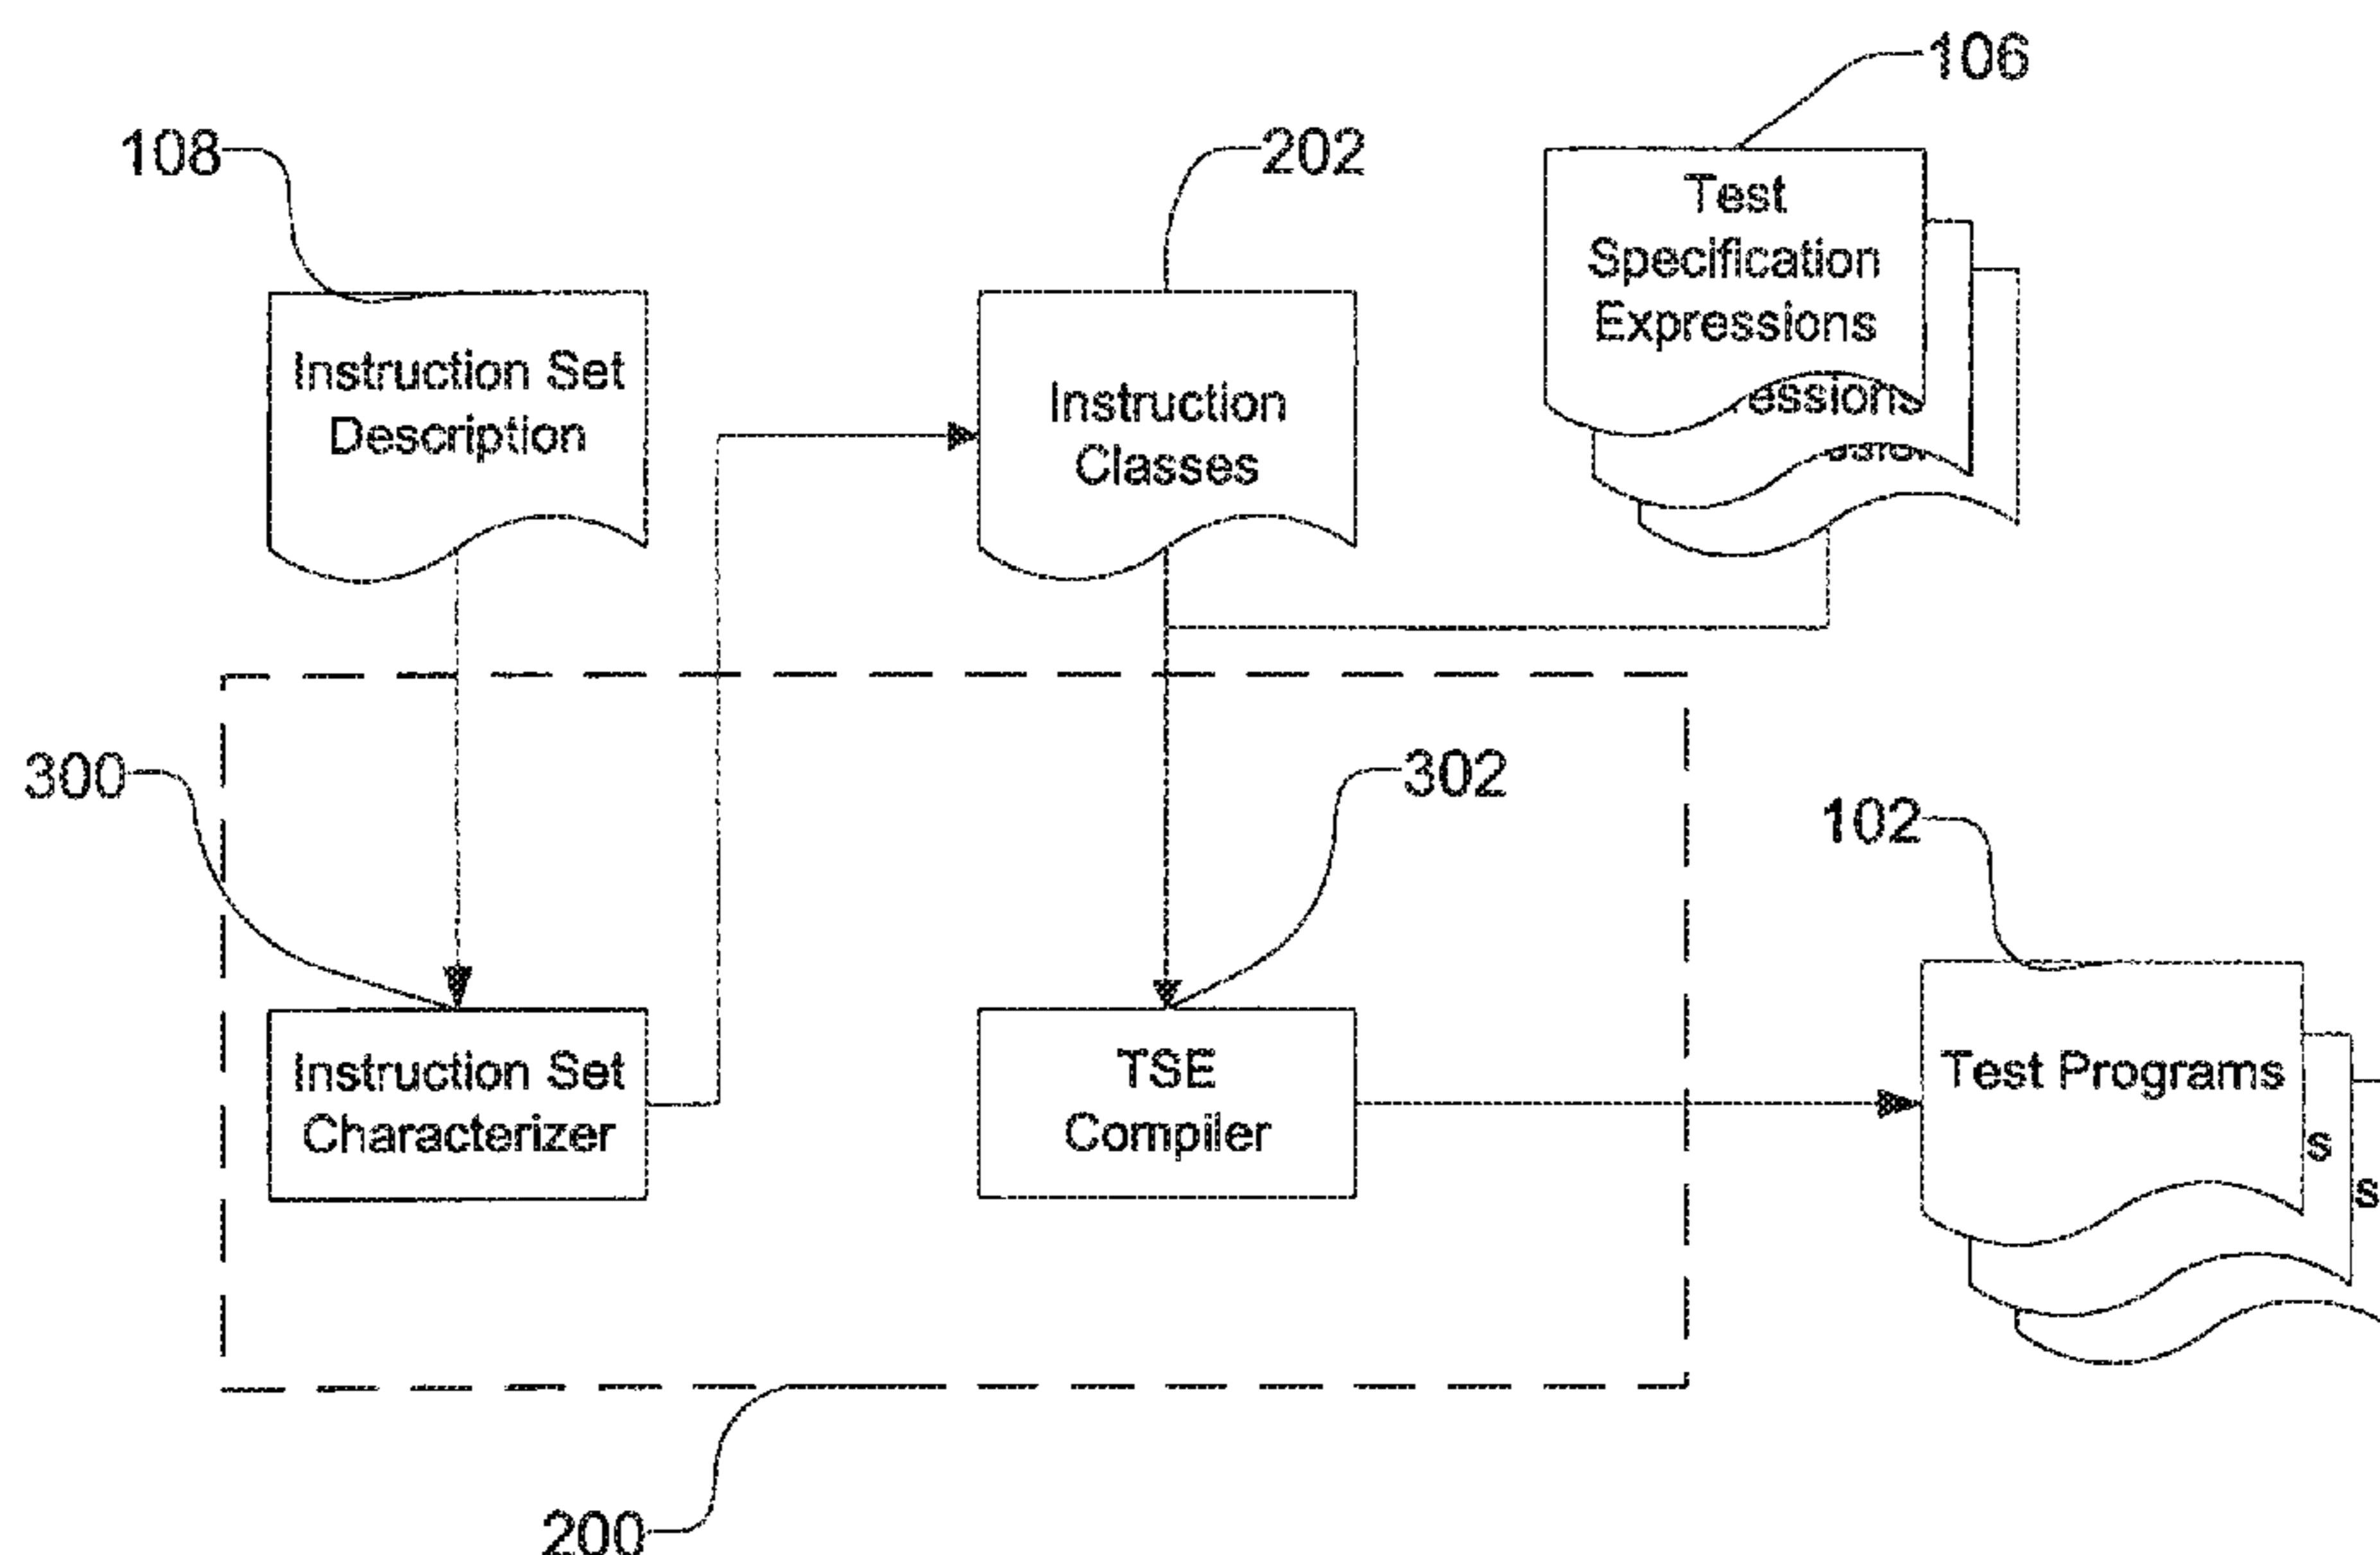 106
108
202
Test
Specification
Expressions
essions
Instruction Set
Description
Instruction
Classes
300
302
102
Instruction Set
Characterizer
TSE
Compiler
Test Programs
s
s
200